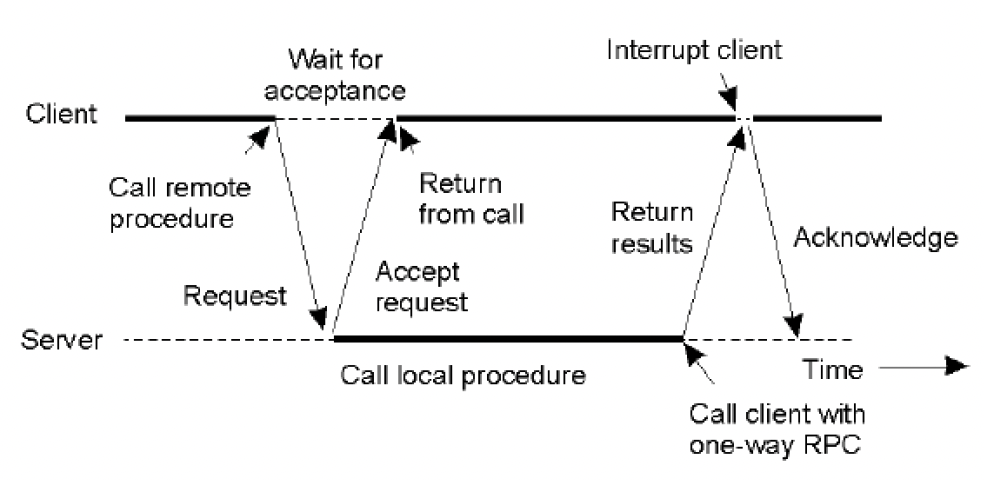 Wait for
acceptance
Interrupt client
Client
Call remote
procedure
Return
from call
Return
results
Acknowledge
Request
Accept
request
Server
Call local procedure
Time
Call client with
one-way RPC